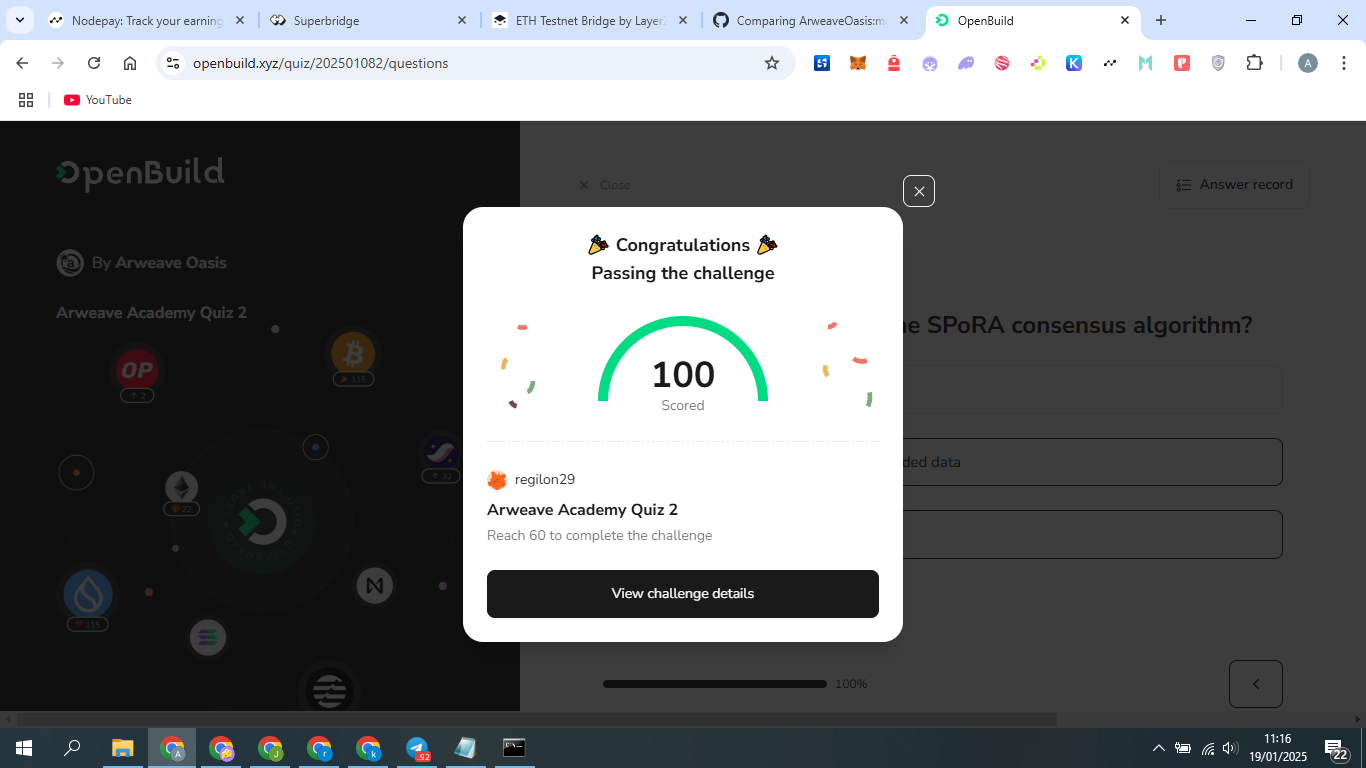 Nodepay: Track your earning
Superbridge
ETH Testnet Bridge by Layer
Comparing ArweaveOasis:m
OpenBuild
openbuild.xyz/quiz/202501082/questions
A
YouTube
OpenBuild
Close
Answer record
By Arweave Oasis
Arweave Academy Quiz 2
SPoRA consensus algorithm?
ded data
OP
2
115
32
22
115
Congratulations
Passing the challenge
100
Scored
regilon29
Arweave Academy Quiz 2
Reach 60 to complete the challenge
View challenge details
100%
A
J
r
k
92
11:16
19/01/2025
22